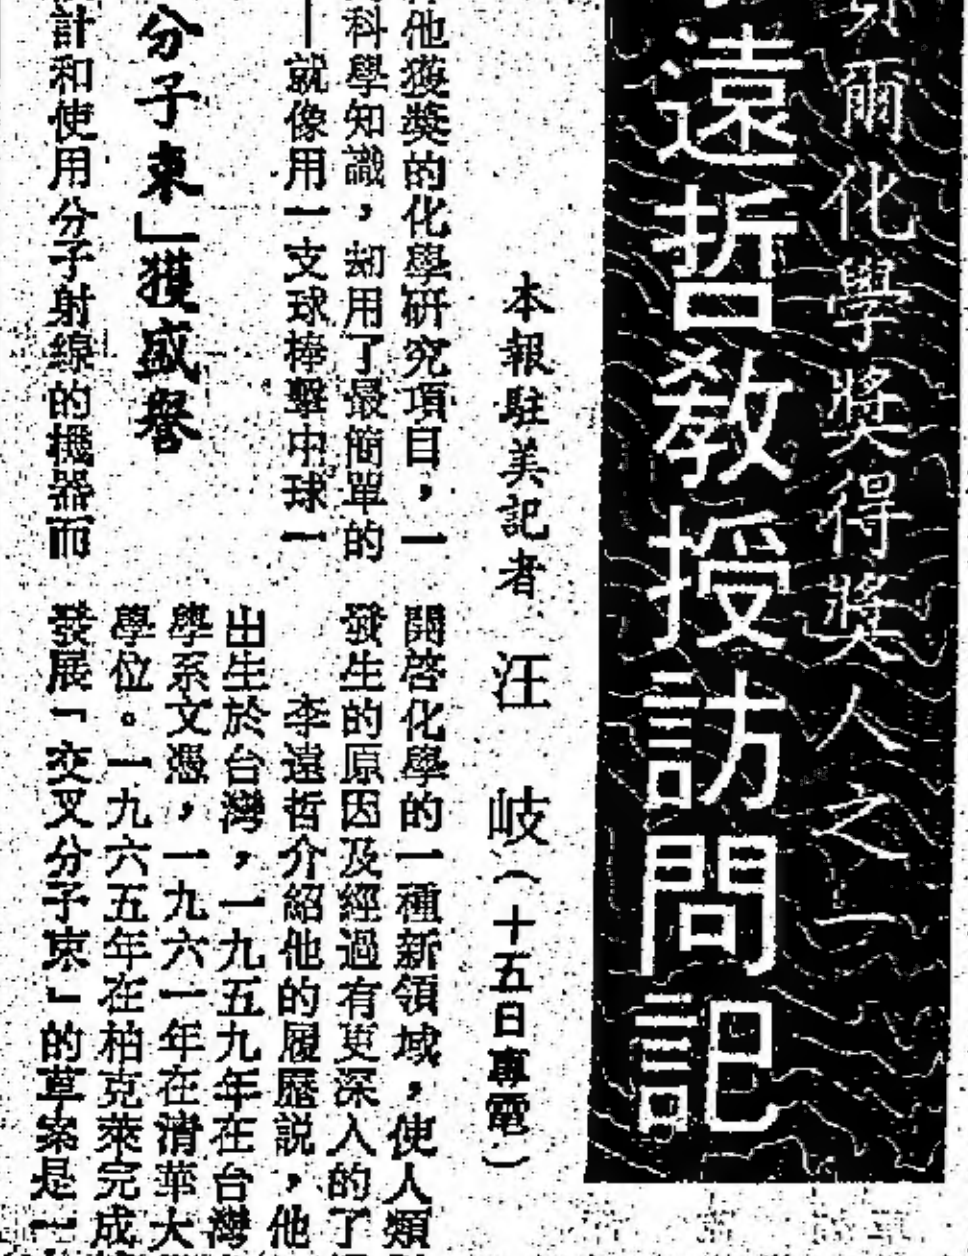 爾化學獎得獎人之一
遠哲教授訪問記
本報駐美記者 汪 岐(十五日專電)
他獲獎的化學研究項目,一
科學知識,却用了最簡單的
—就像用一支球棒擊中球一
分子束」獲盛譽
計和使用分子射線的機器而
開啓化學的一種新領域,使人類
發生的原因及經過有更深入的了
李遠哲介紹他的履歷説,他
出生於台灣,一九五九年在台灣
學系文憑,一九六一年在清華大
學位。一九六五年在柏克萊完成
發展「交叉分子束」的草案是一